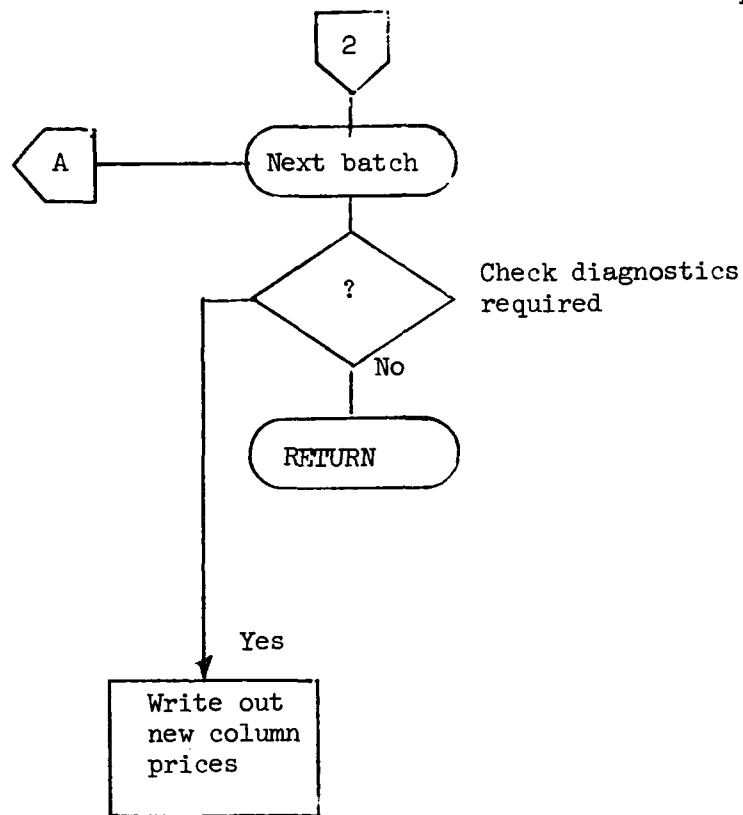 2
A
Next batch
?
Check diagnostics
required
No
RETURN
Yes
Write out
new column
prices